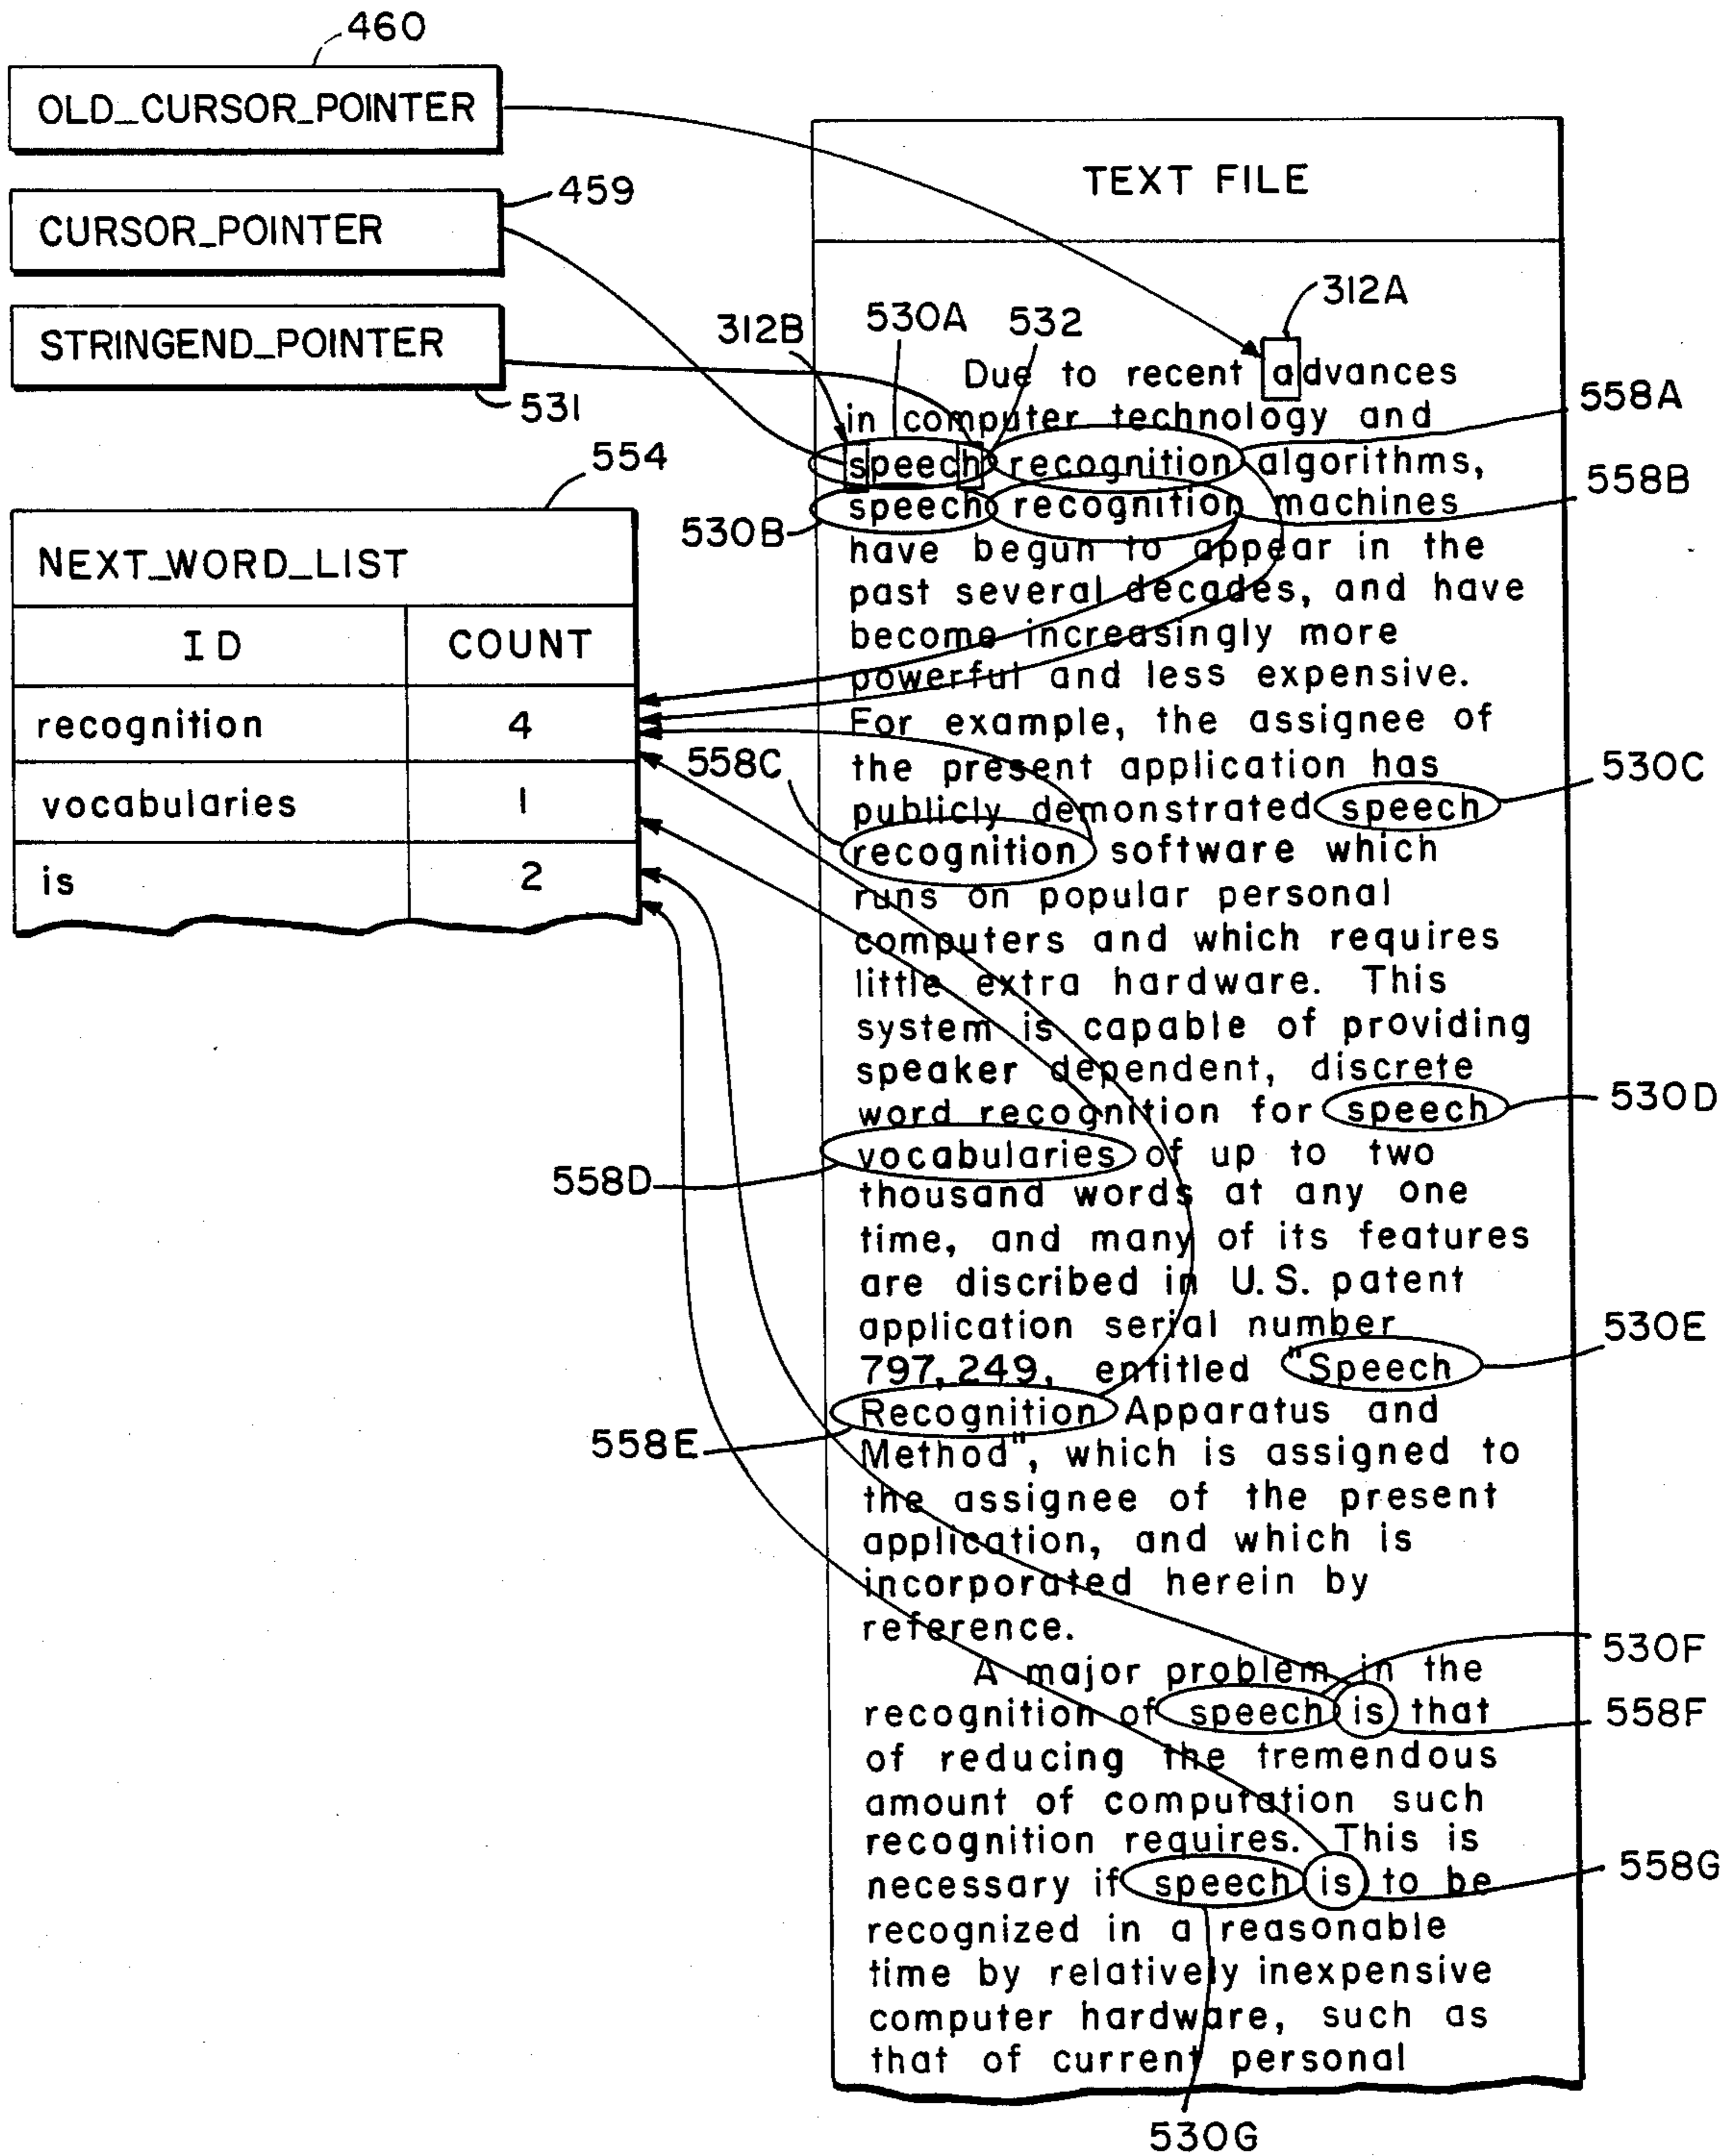 460
OLD_CURSOR_POINTER
459
CURSOR_POINTER
STRINGEND_POINTER
531
554
NEXT_WORD_LIST
ID COUNT
recognition 4
vocabularies 1
is 2
TEXT FILE
312A
312B 530A 532
Due to recent advances
in computer technology and
558A
speech recognition algorithms,
558B
speech recognition machines
530B
have begun to appear in the
past several decades, and have
become increasingly more
powerful and less expensive.
For example, the assignee of
558C
the present application has
530C
publicly demonstrated speech
recognition software which
runs on popular personal
computers and which requires
little extra hardware. This
system is capable of providing
speaker dependent, discrete
word recognition for speech
530D
vocabularies of up to two
558D
thousand words at any one
time, and many of its features
are discribed in U.S. patent
application serial number
530E
797,249, entitled "Speech
Recognition Apparatus and
558E
Method", which is assigned to
the assignee of the present
application, and which is
incorporated herein by
reference.
530F
A major problem in the
recognition of speech is that
558F
of reducing the tremendous
amount of computation such
recognition requires. This is
558G
necessary if speech is to be
recognized in a reasonable
time by relatively inexpensive
computer hardware, such as
that of current personal
530G